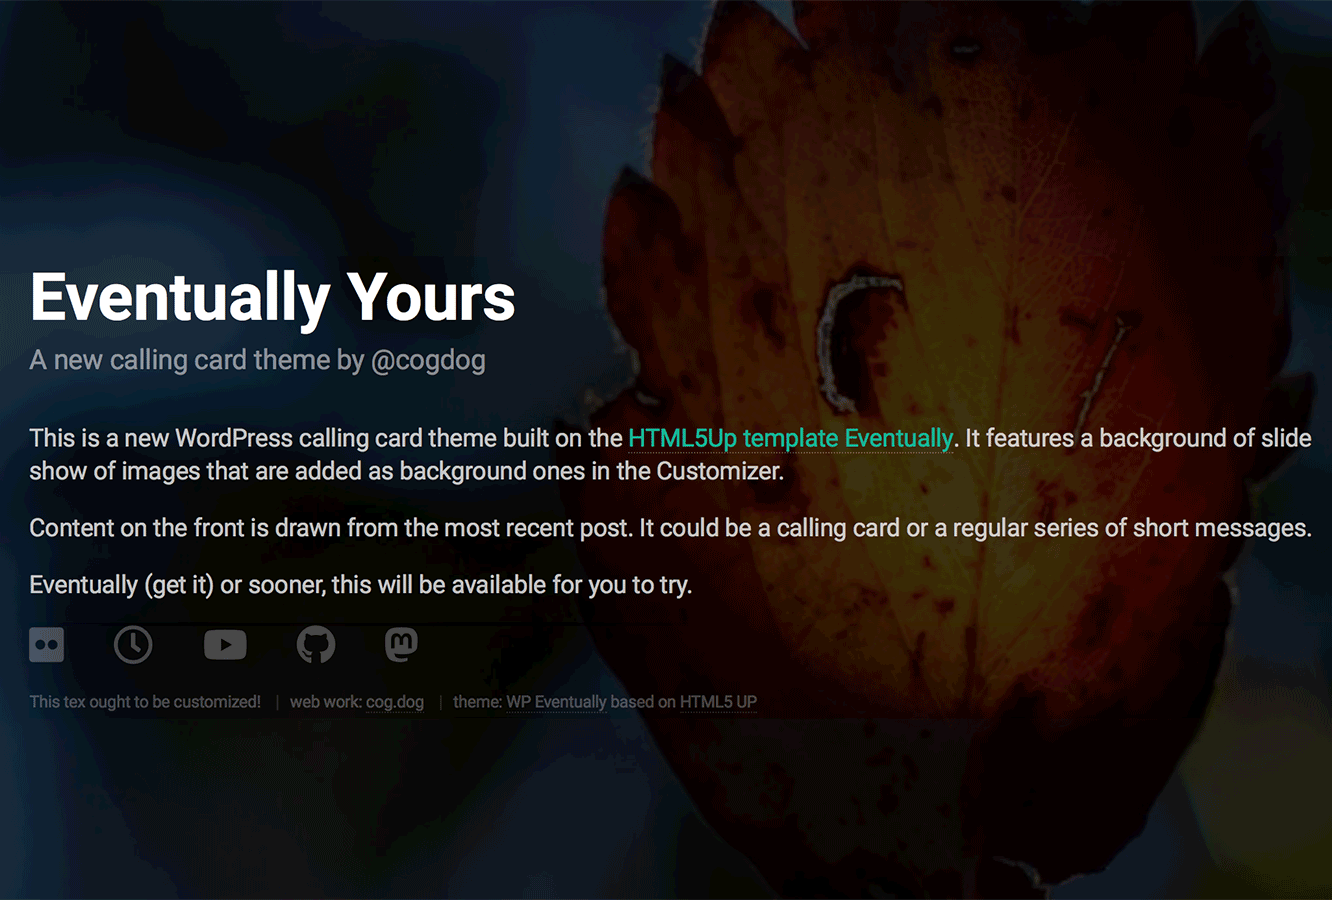 Eventually Yours
A new calling card theme by @cogdog
This is a new WordPress calling card theme built on the HTML5Up template Eventually. It features a background of slide
show of images that are added as background ones in the Customizer.
Content on the front is drawn from the most recent post. It could be a calling card or a regular series of short messages.
Eventually (get it) or sooner, this will be available for you to try.
This tex ought to be customized! | web work: cog.dog | theme: WP Eventually based on HTML5 UP